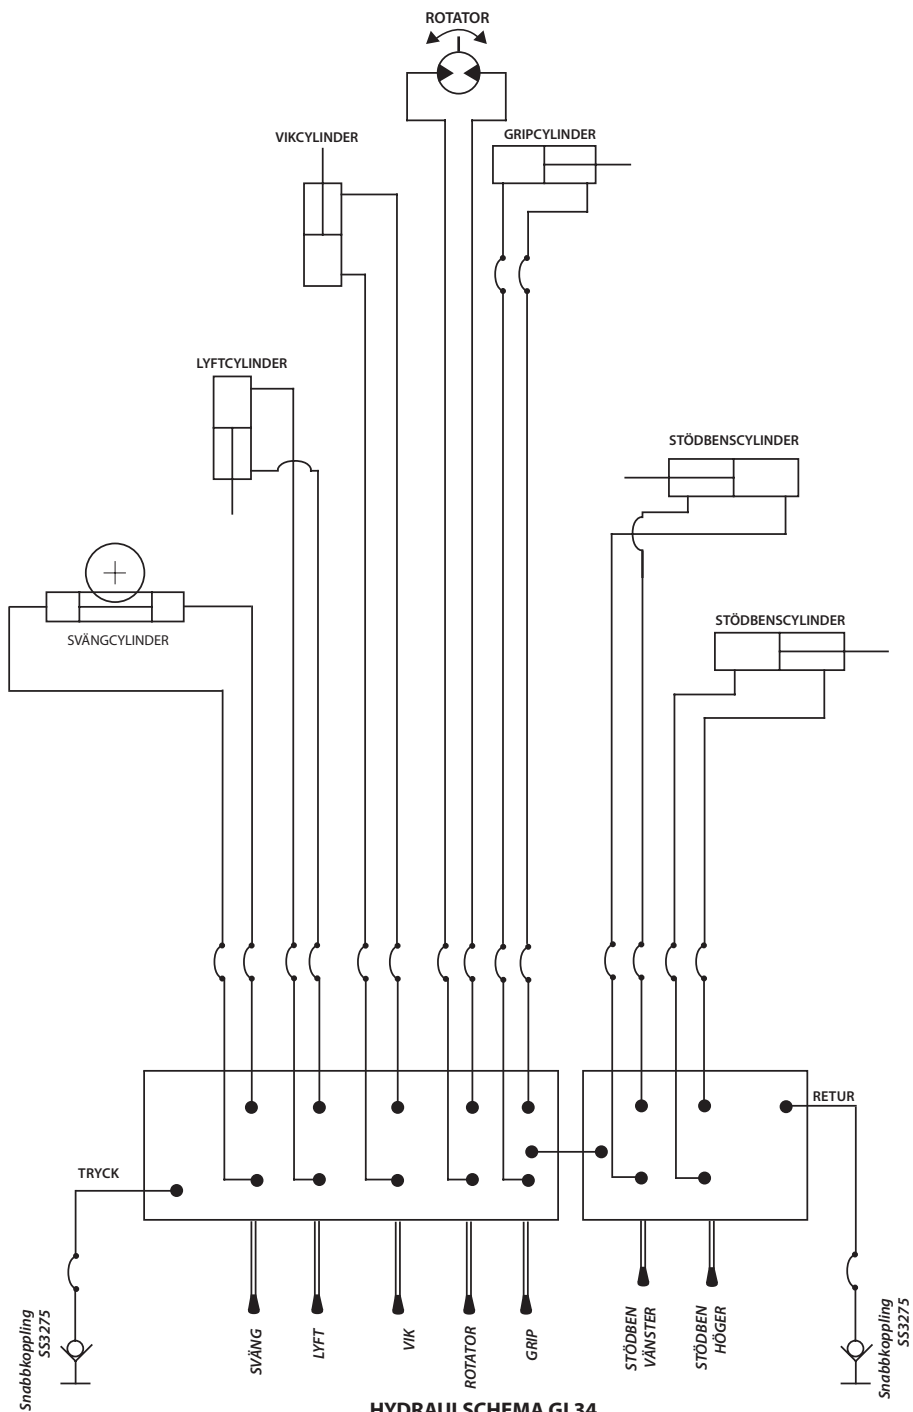 ROTATOR
VIKCYLINDER
GRIPCYLINDER
LYFTCYLINDER
STÖDBENSCYLINDER
SVÄNGCYLINDER
STÖDBENSCYLINDER
RETUR
TRYCK
Snabbkoppling
SS3275
SVÄNG
LYFT
VIK
ROTATOR
GRIP
STÖDBEN
VÄNSTER
STÖDBEN
HÖGER
Snabbkoppling
SS3275
HYDRAULSCHEMA GL34